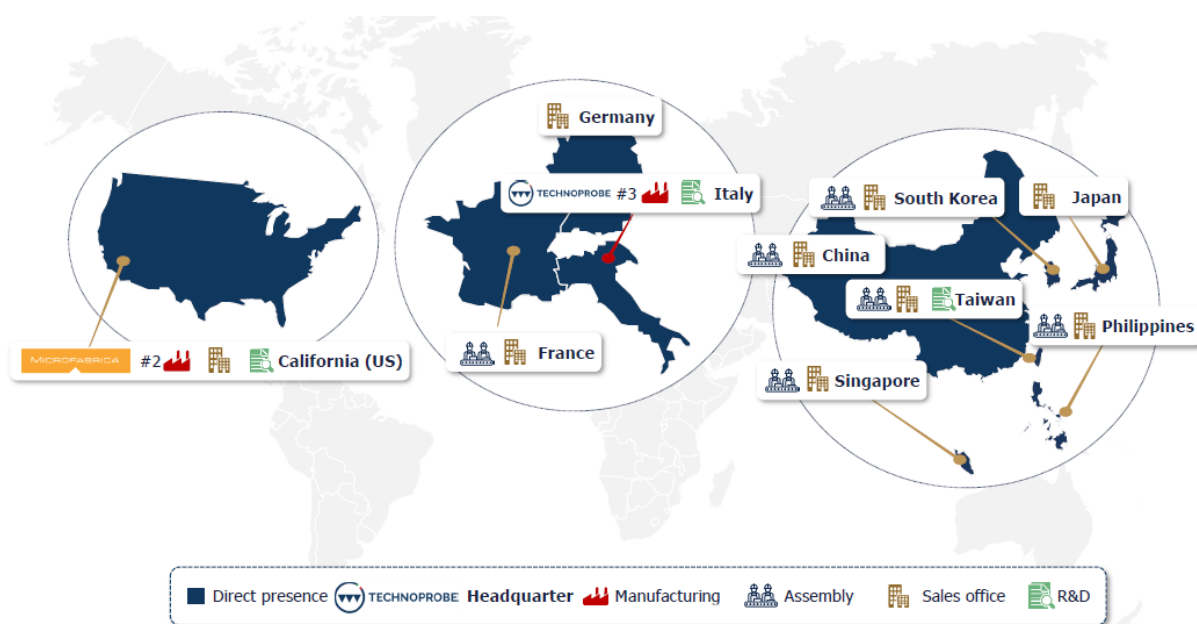 Germany
TECHNOPROBE #3 Italy
South Korea
Japan
China
Taiwan
Philippines
MICROFABRICA #2 California (US)
France
Singapore
Direct presence TECHNOPROBE Headquarter Manufacturing Assembly Sales office R&D